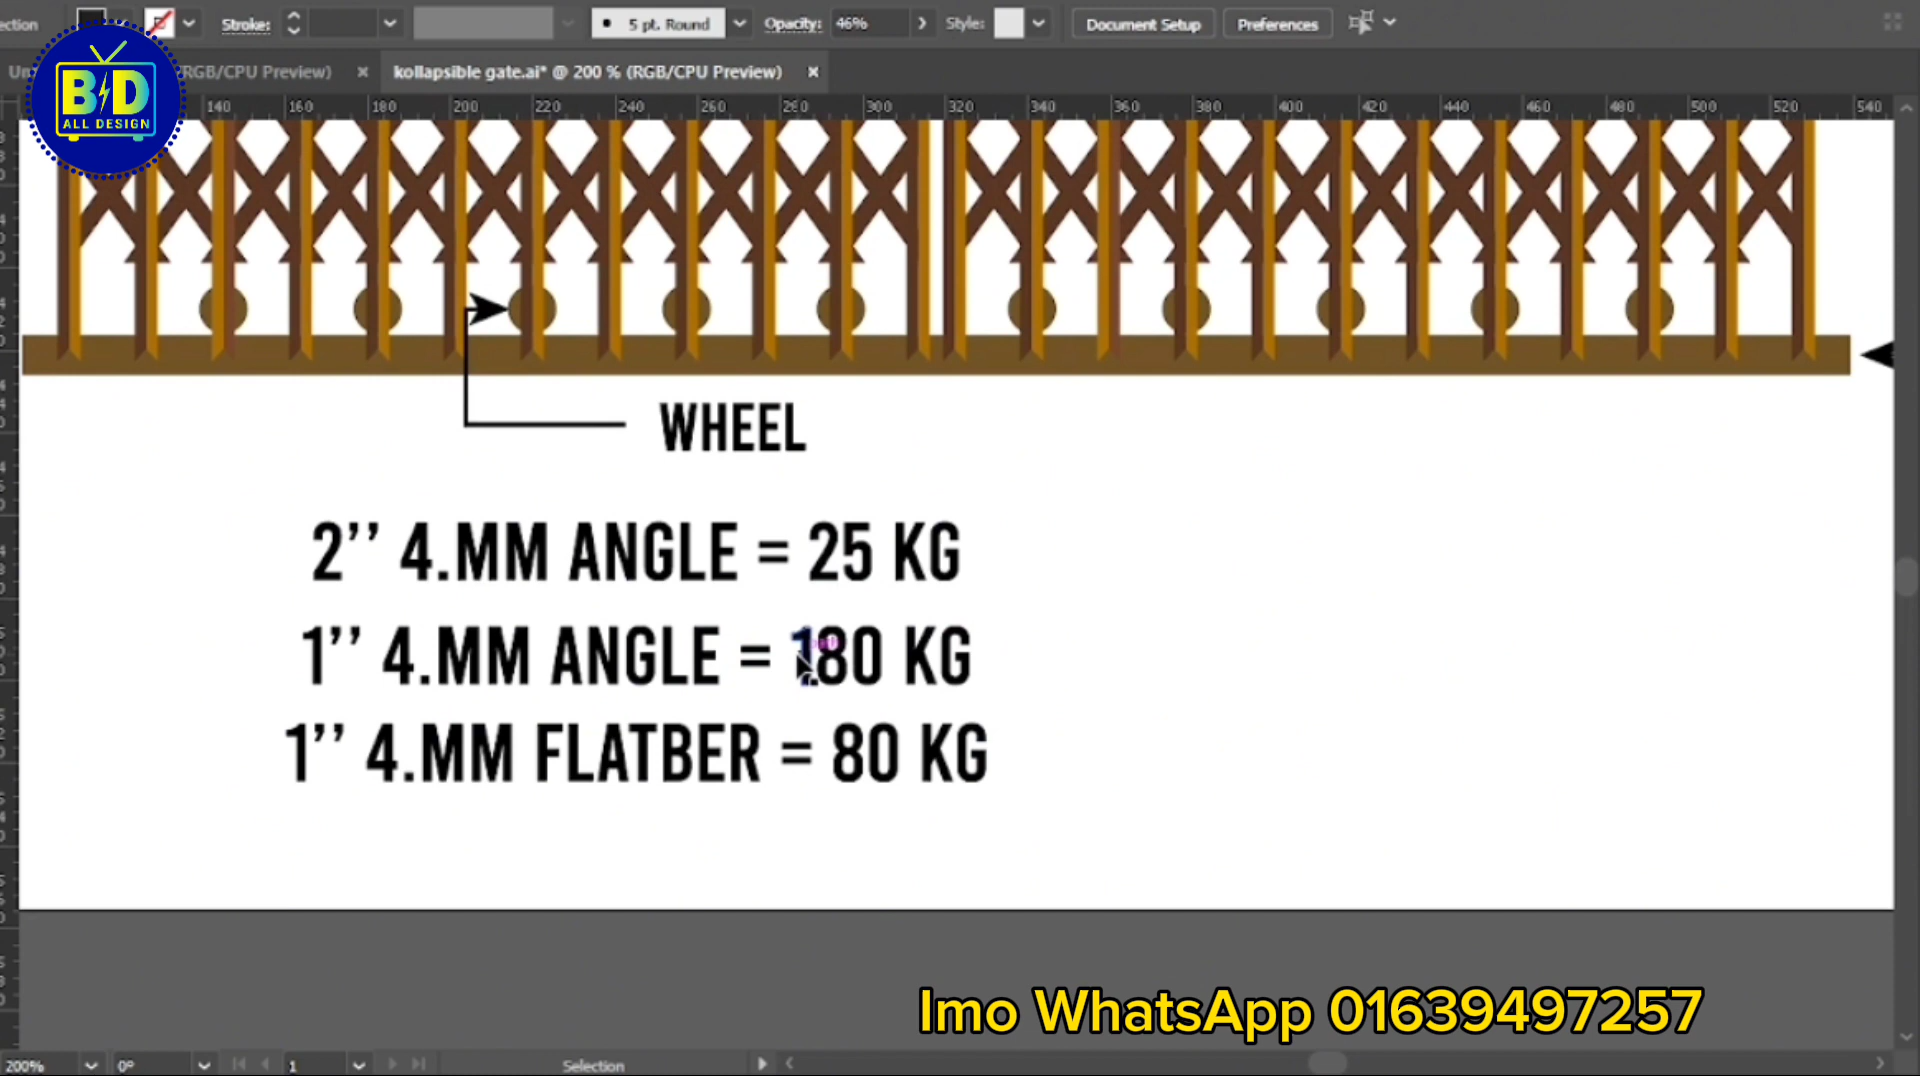 ection
Stroke:
5 pt. Round
Opacity: 46%
Style:
Document Setup
Preferences
RGB/CPU Preview)
kollapsible gate.ai* @ 200 % (RGB/CPU Preview)
BD
ALL DESIGN
140 160 180 200 220 240 260 280 300 320 340 360 380 400 420 440 460 480 500 520 540
WHEEL
2’’ 4.MM ANGLE = 25 KG
1’’ 4.MM ANGLE = 180 KG
1’’ 4.MM FLATBER = 80 KG
Imo WhatsApp 01639497257
200% 0° 1 Selection